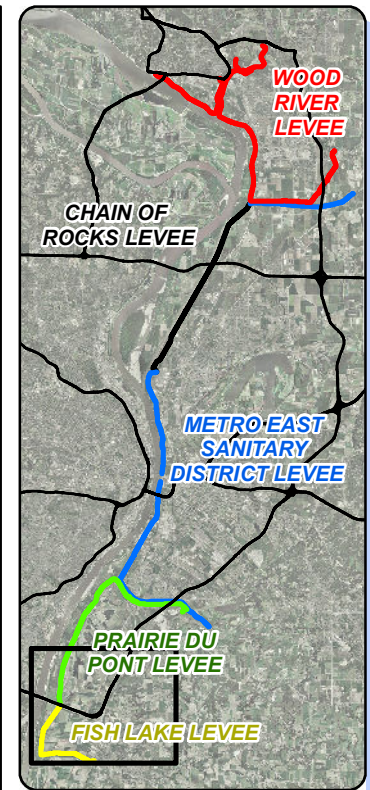 WOOD
RIVER
LEVEE
CHAIN OF
ROCKS LEVEE
METRO EAST
SANITARY
DISTRICT LEVEE
PRAIRIE DU
PONT LEVEE
FISH LAKE LEVEE